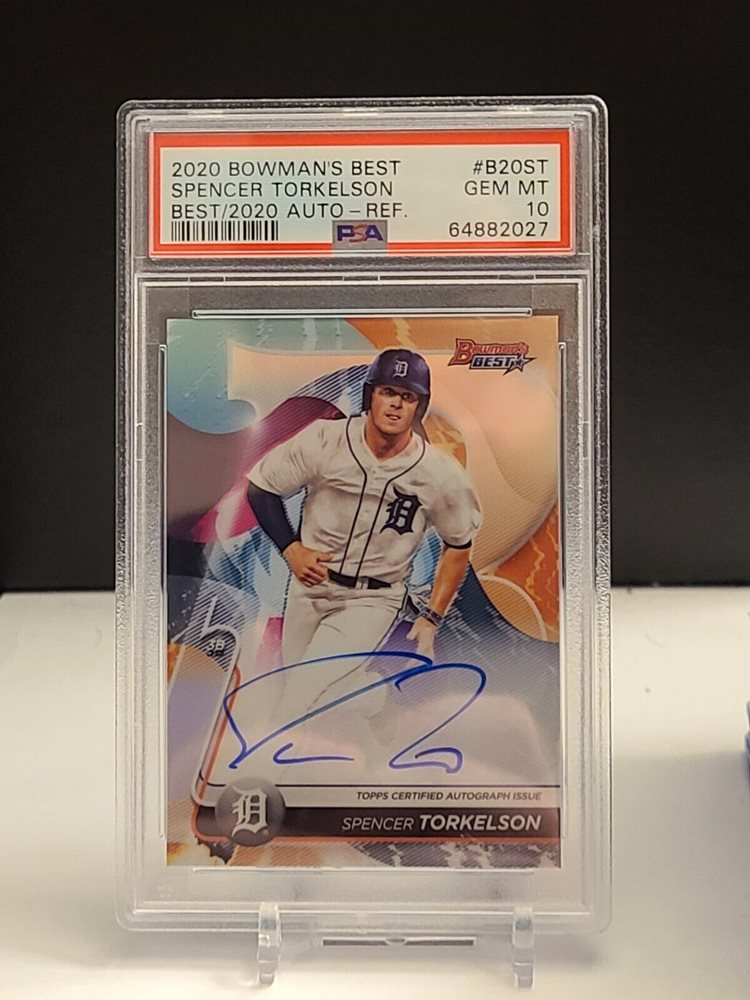 2020 BOWMAN'S BEST #B20ST
SPENCER TORKELSON GEM MT
BEST/2020 AUTO-REF. 10
PSA 64882027
Bowman's
BEST
D
D
3B
TOPPS CERTIFIED AUTOGRAPH ISSUE
D
SPENCER TORKELSON